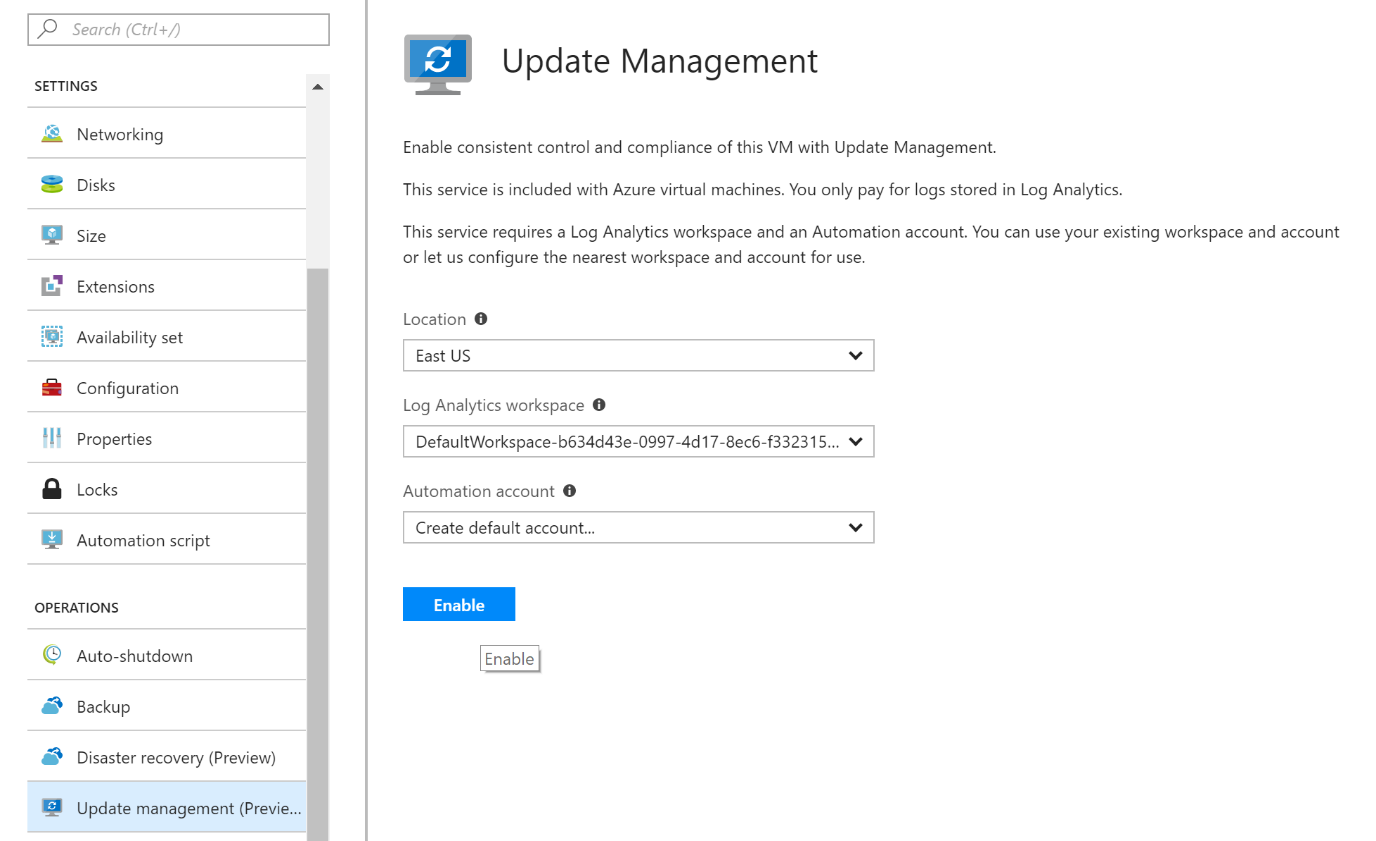 Search (Ctrl+/)
SETTINGS
Networking
Disks
Size
Extensions
Availability set
Configuration
Properties
Locks
Automation script
OPERATIONS
Auto-shutdown
Backup
Disaster recovery (Preview)
Update management (Previe...
Update Management
Enable consistent control and compliance of this VM with Update Management.
This service is included with Azure virtual machines. You only pay for logs stored in Log Analytics.
This service requires a Log Analytics workspace and an Automation account. You can use your existing workspace and account
or let us configure the nearest workspace and account for use.
Location
East US
Log Analytics workspace
DefaultWorkspace-b634d43e-0997-4d17-8ec6-f332315...
Automation account
Create default account...
Enable
Enable